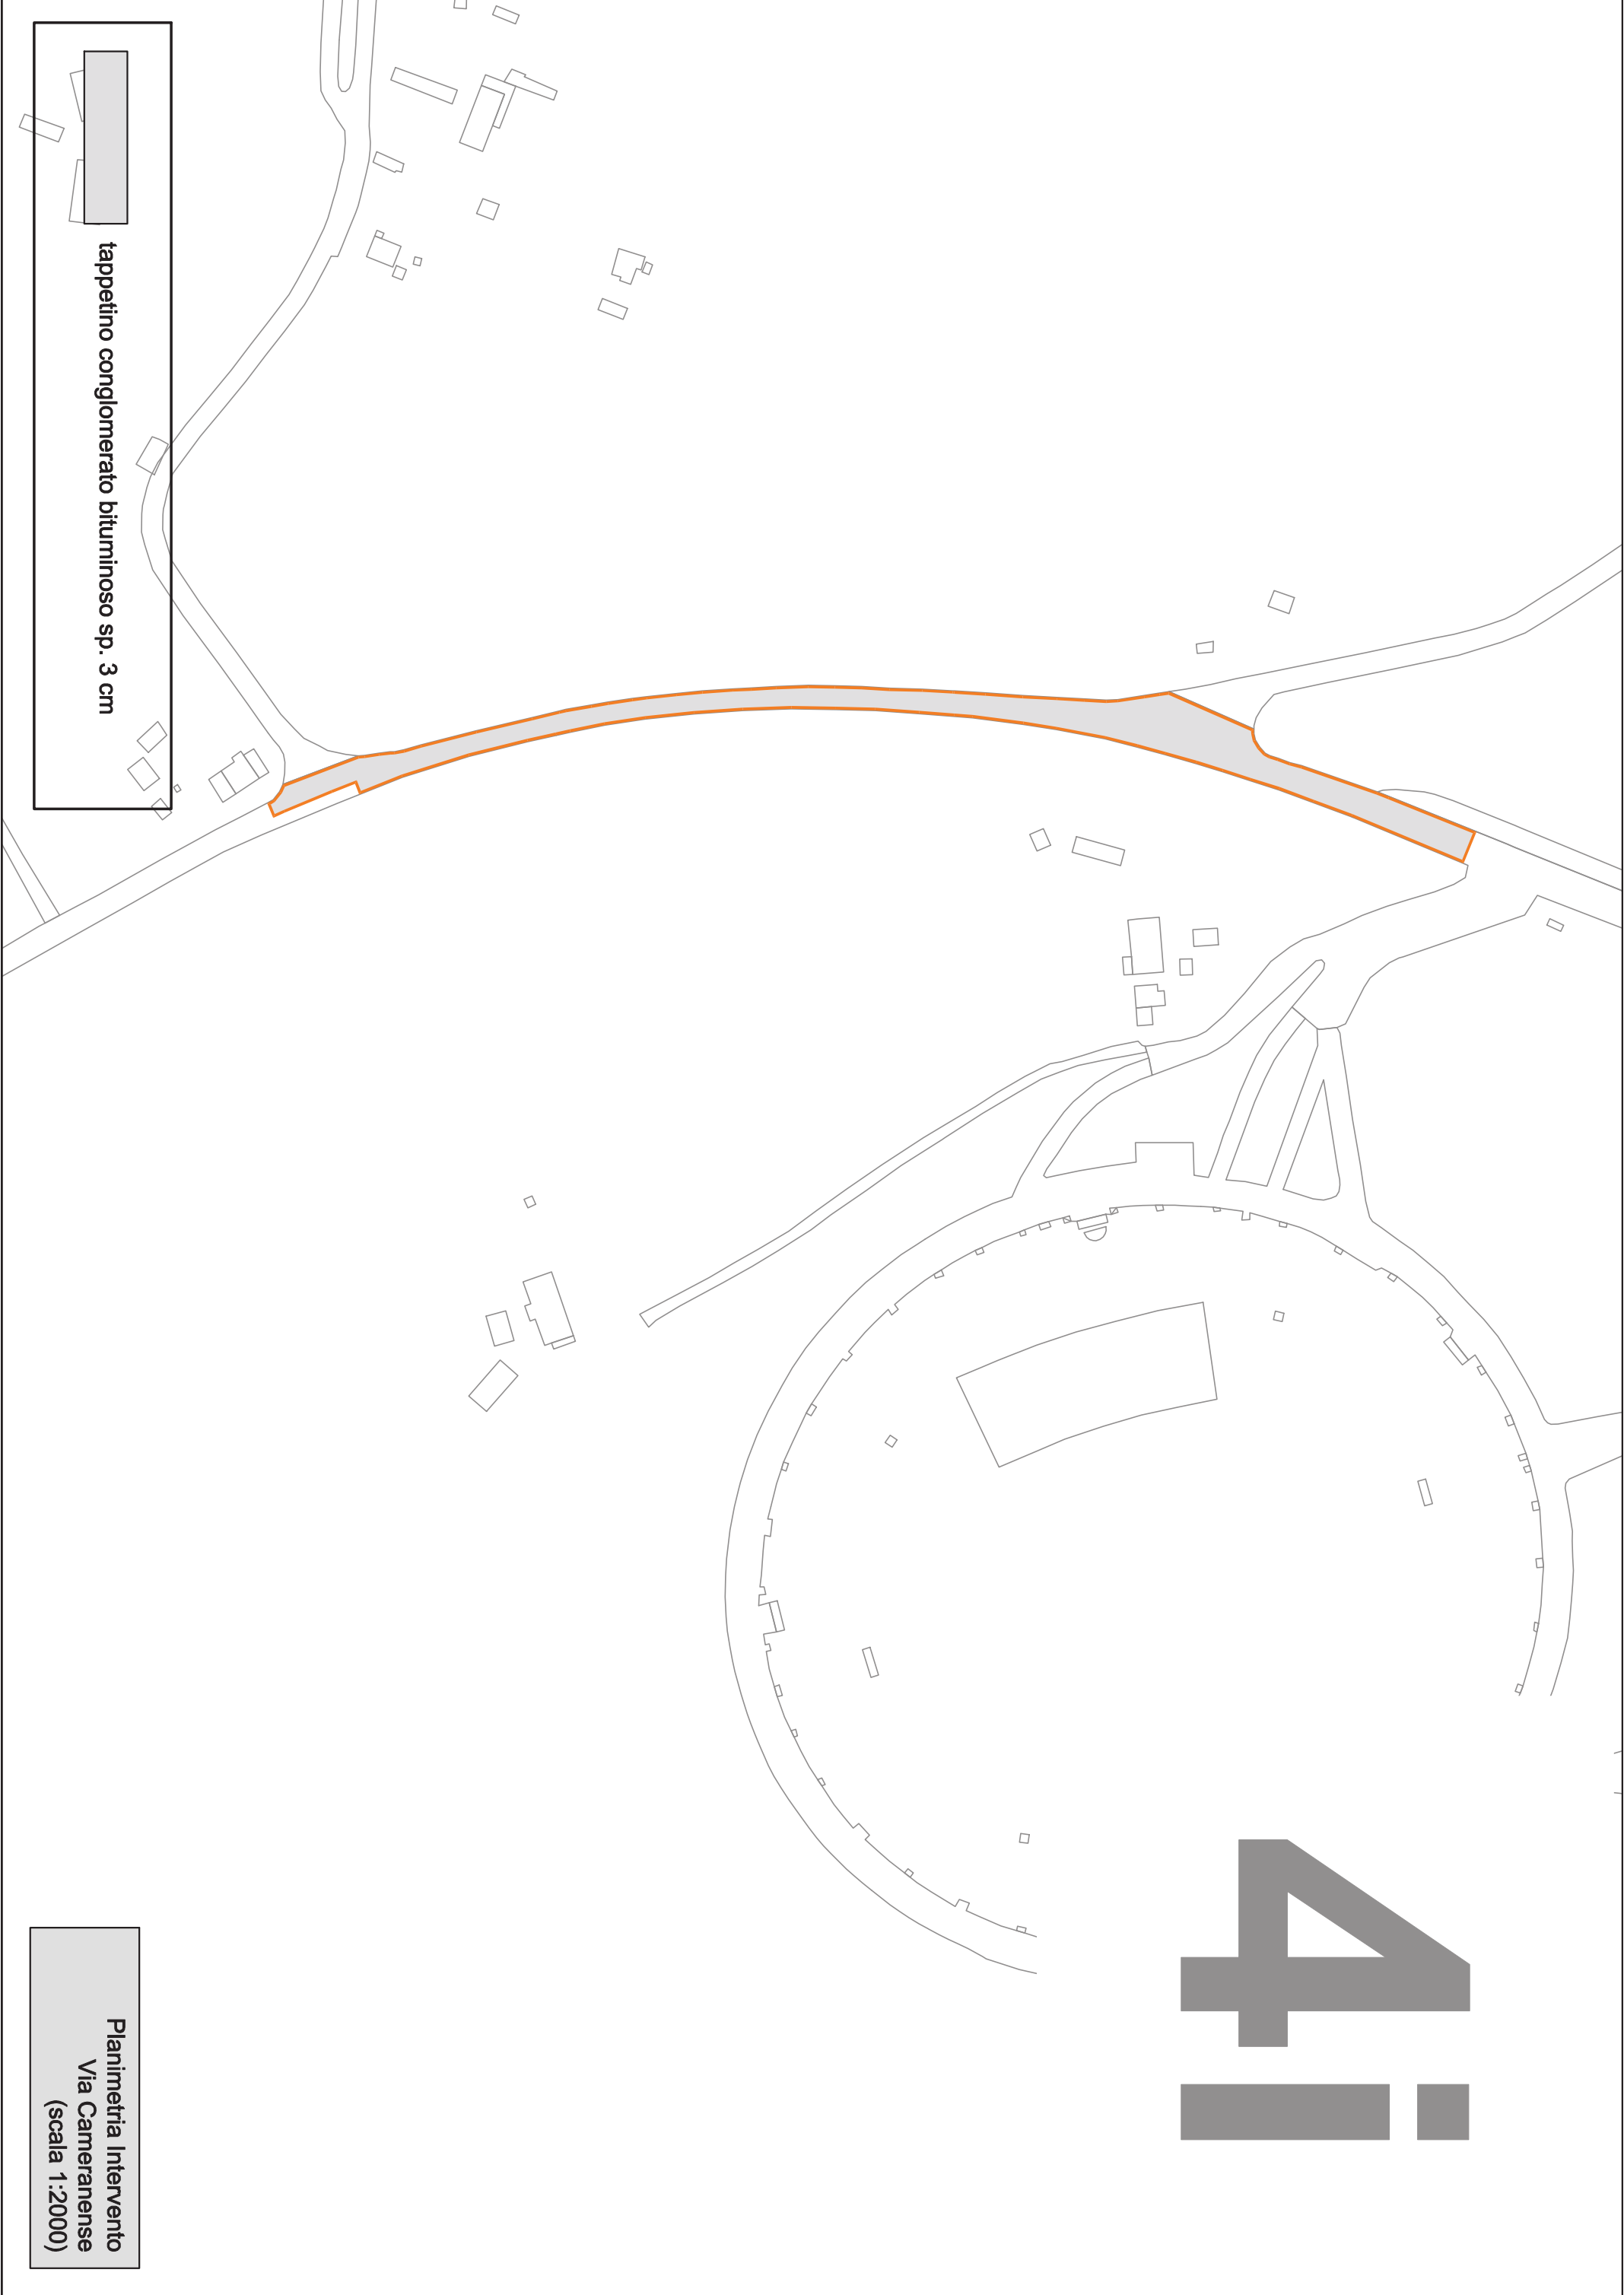 4i
tappetino conglomerato bituminoso sp. 3 cm
Planimetria Intervento
Via Cameranense
(scala 1:2000)